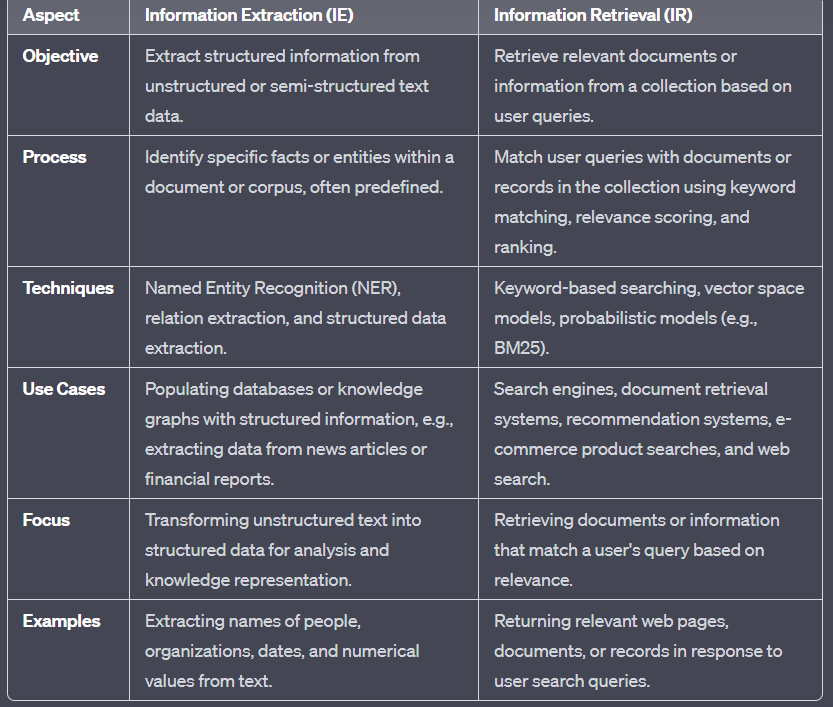 Aspect Information Extraction (IE) Information Retrieval (IR)
Objective Extract structured information from Retrieve relevant documents or
unstructured or semi-structured text information from a collection based on
data. user queries.
Process Identify specific facts or entities within a Match user queries with documents or
document or corpus, often predefined. records in the collection using keyword
matching, relevance scoring, and
ranking.
Techniques Named Entity Recognition (NER), Keyword-based searching, vector space
relation extraction, and structured data models, probabilistic models (e.g.,
extraction. BM25).
Use Cases Populating databases or knowledge Search engines, document retrieval
graphs with structured information, e.g., systems, recommendation systems, e-
extracting data from news articles or commerce product searches, and web
financial reports. search.
Focus Transforming unstructured text into Retrieving documents or information
structured data for analysis and that match a user's query based on
knowledge representation. relevance.
Examples Extracting names of people, Returning relevant web pages,
organizations, dates, and numerical documents, or records in response to
values from text. user search queries.